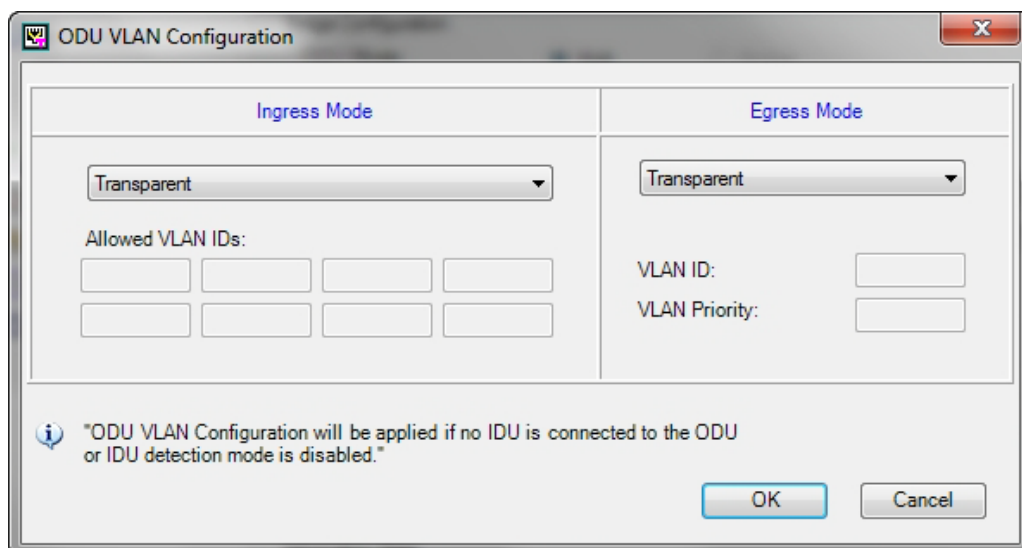 ODU VLAN Configuration
Ingress Mode
Egress Mode
Transparent
Transparent
Allowed VLAN IDs:
VLAN ID:
VLAN Priority:
"ODU VLAN Configuration will be applied if no IDU is connected to the ODU
or IDU detection mode is disabled."
OK
Cancel